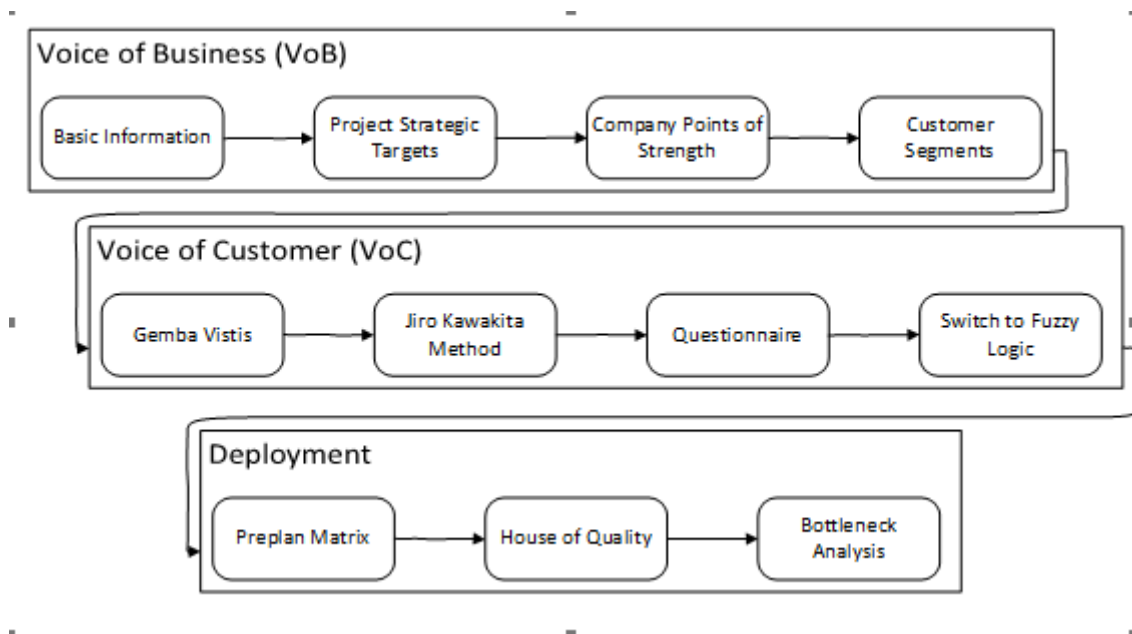 Voice of Business (VoB)
Basic Information
Project Strategic
Targets
Company Points of
Strength
Customer
Segments
Voice of Customer (VoC)
Gemba Vistis
Jiro Kawakita
Method
Questionnaire
Switch to Fuzzy
Logic
Deployment
Preplan Matrix
House of Quality
Bottleneck
Analysis